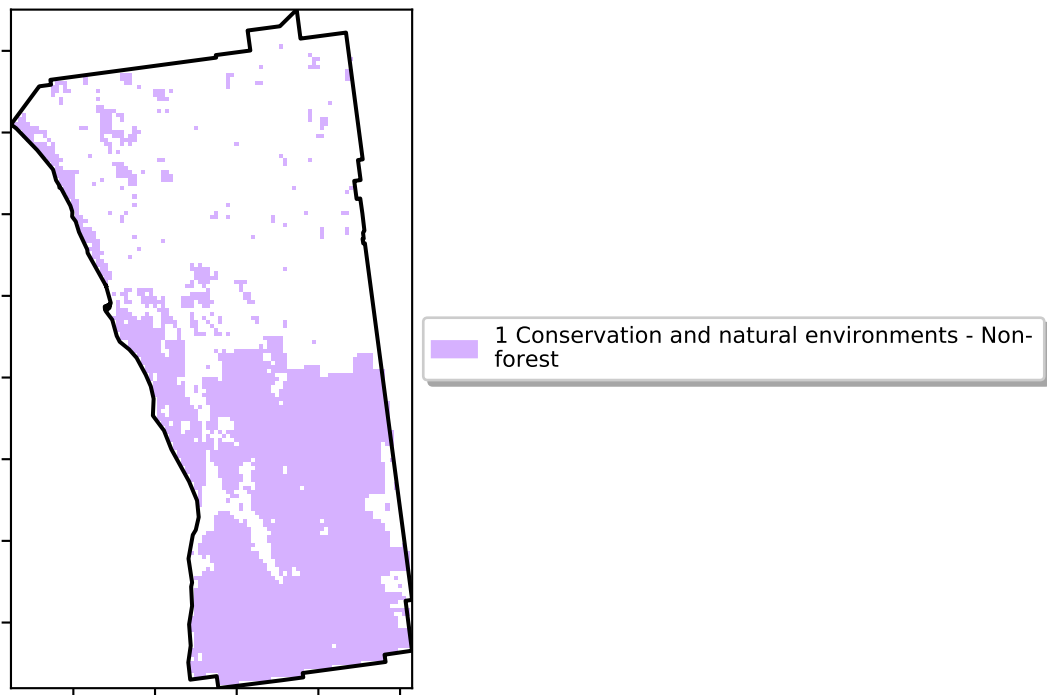 1 Conservation and natural environments - Non-
forest